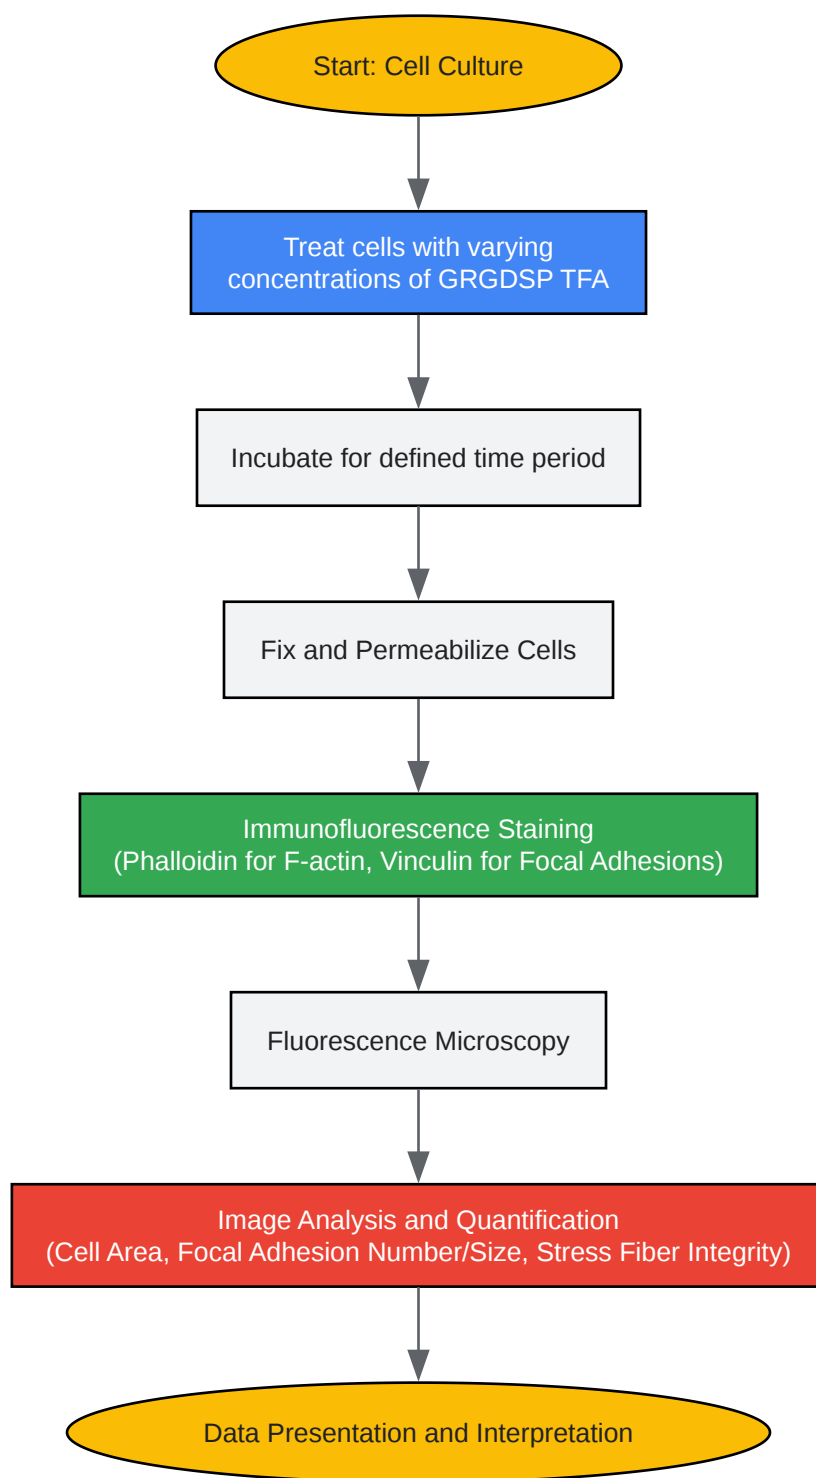 Start: Cell Culture
Treat cells with varying
concentrations of GRGDSP TFA
Incubate for defined time period
Fix and Permeabilize Cells
Immunofluorescence Staining
(Phalloidin for F-actin, Vinculin for Focal Adhesions)
Fluorescence Microscopy
Image Analysis and Quantification
(Cell Area, Focal Adhesion Number/Size, Stress Fiber Integrity)
Data Presentation and Interpretation